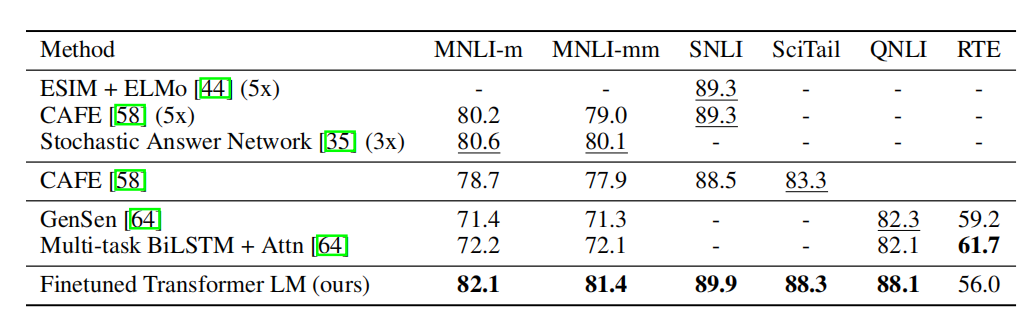 Method MNLI-m MNLI-mm SNLI SciTail QNLI RTE
ESIM + ELMo [44] (5x) - - 89.3 - - -
CAFE [58] (5x) 80.2 79.0 89.3 - - -
Stochastic Answer Network [35] (3x) 80.6 80.1 - - - -
CAFE [58] 78.7 77.9 88.5 83.3
GenSen [64] 71.4 71.3 - - 82.3 59.2
Multi-task BiLSTM + Attn [64] 72.2 72.1 - - 82.1 61.7
Finetuned Transformer LM (ours) 82.1 81.4 89.9 88.3 88.1 56.0